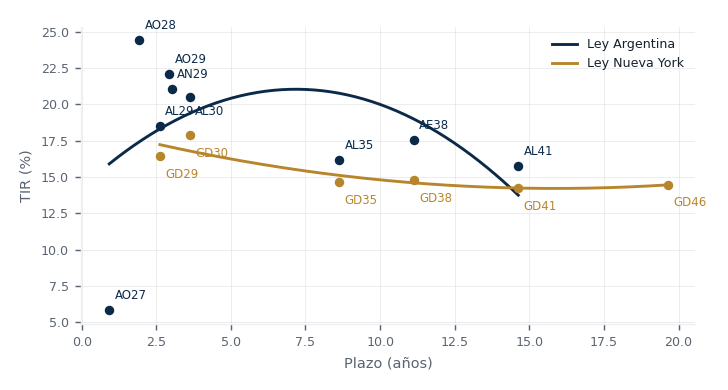 25.0
22.5
20.0
17.5
15.0
12.5
10.0
7.5
5.0
TIR (%)
AO28
AO29
AN29
AL29
AL30
GD30
GD29
AL35
GD35
AE38
GD38
AL41
GD41
GD46
AO27
Ley Argentina
Ley Nueva York
0.0 2.5 5.0 7.5 10.0 12.5 15.0 17.5 20.0
Plazo (años)